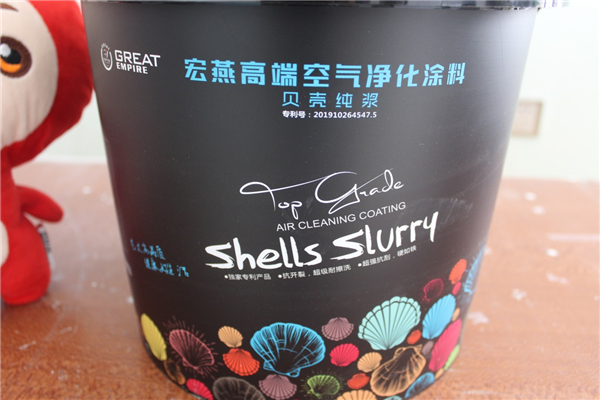 GREAT
EMPIRE
宏燕高端空气净化涂料
贝壳纯浆
专利号：201910264547.5
Top Grade
AIR CLEANING COATING
Shells Slurry
●独家专利产品 ●抗开裂，超级耐擦洗 ●超强抗刮，硬如铁